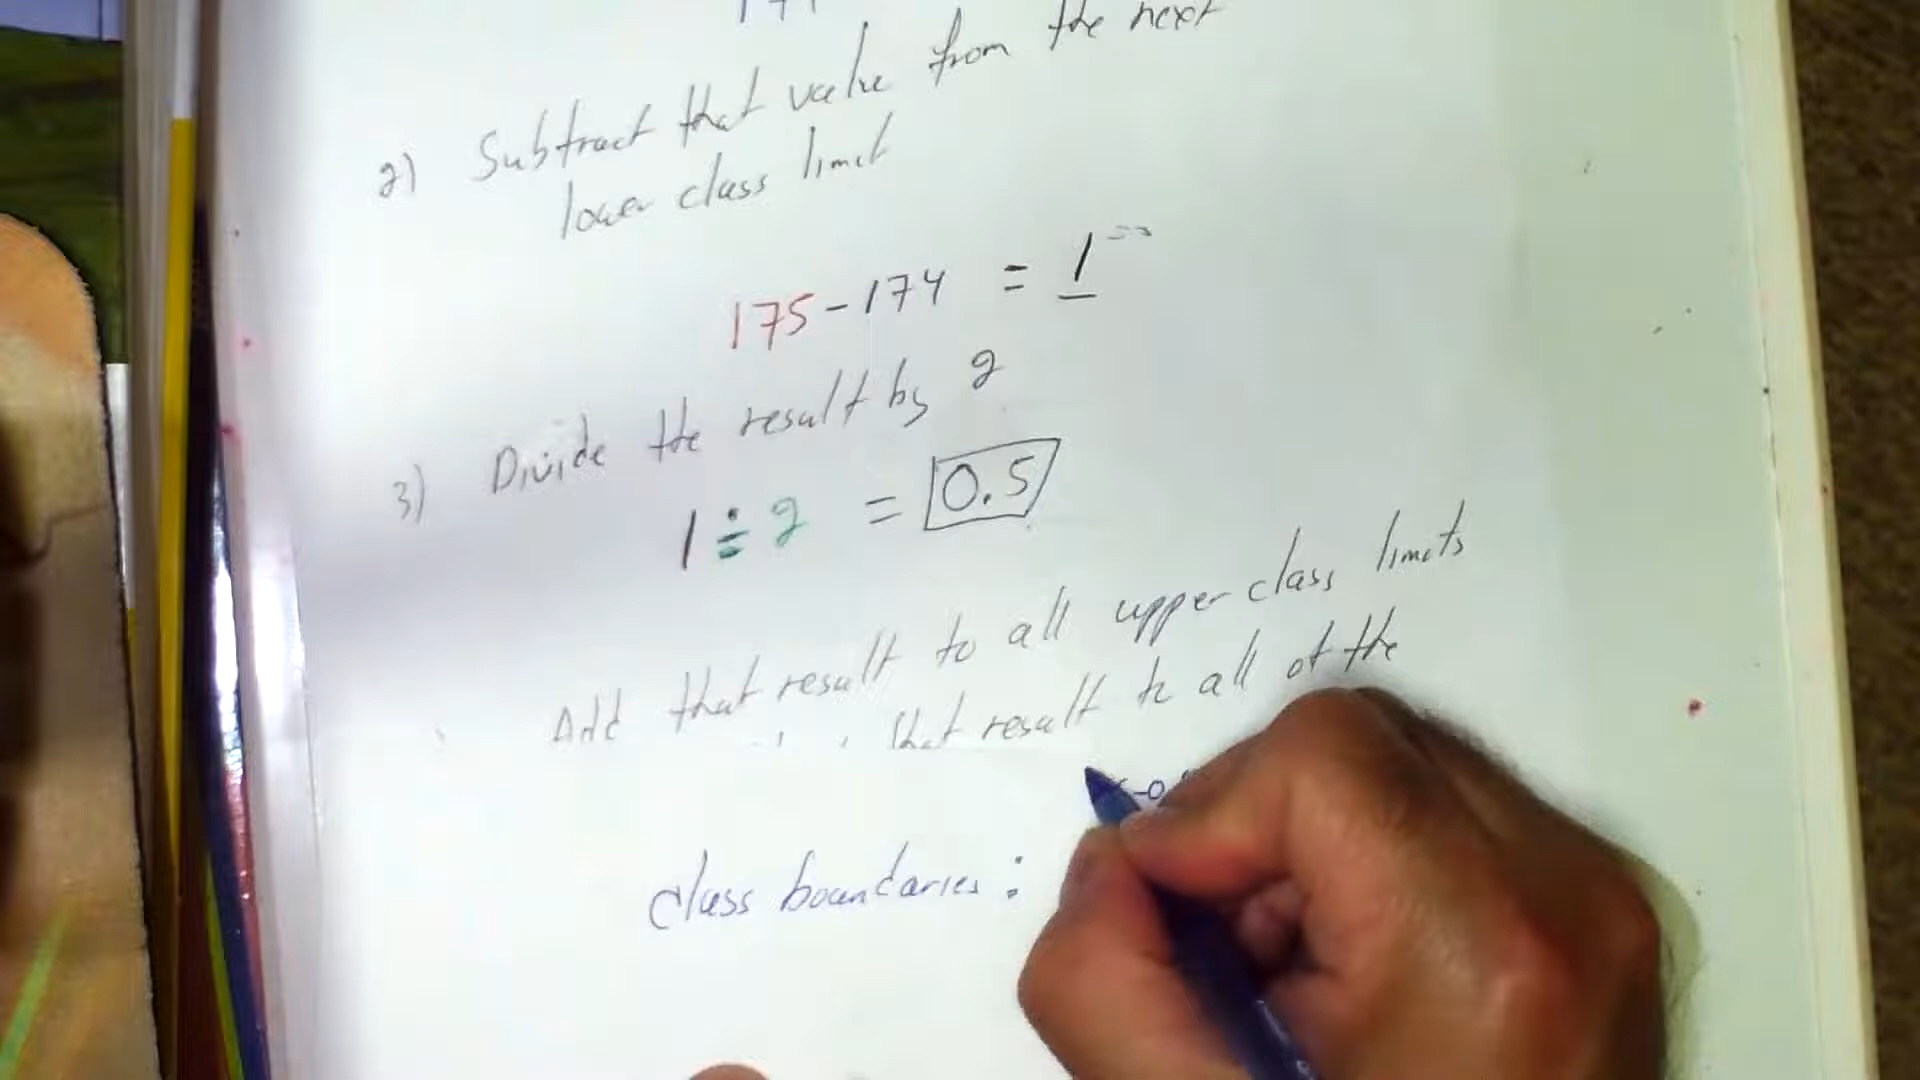 2) Subtract that value from the next
lower class limit
175-174 = 1
3) Divide the result by 2
1 ÷ 2 = 0.5
Add that result to all upper class limits
that result to all of the
class boundaries: